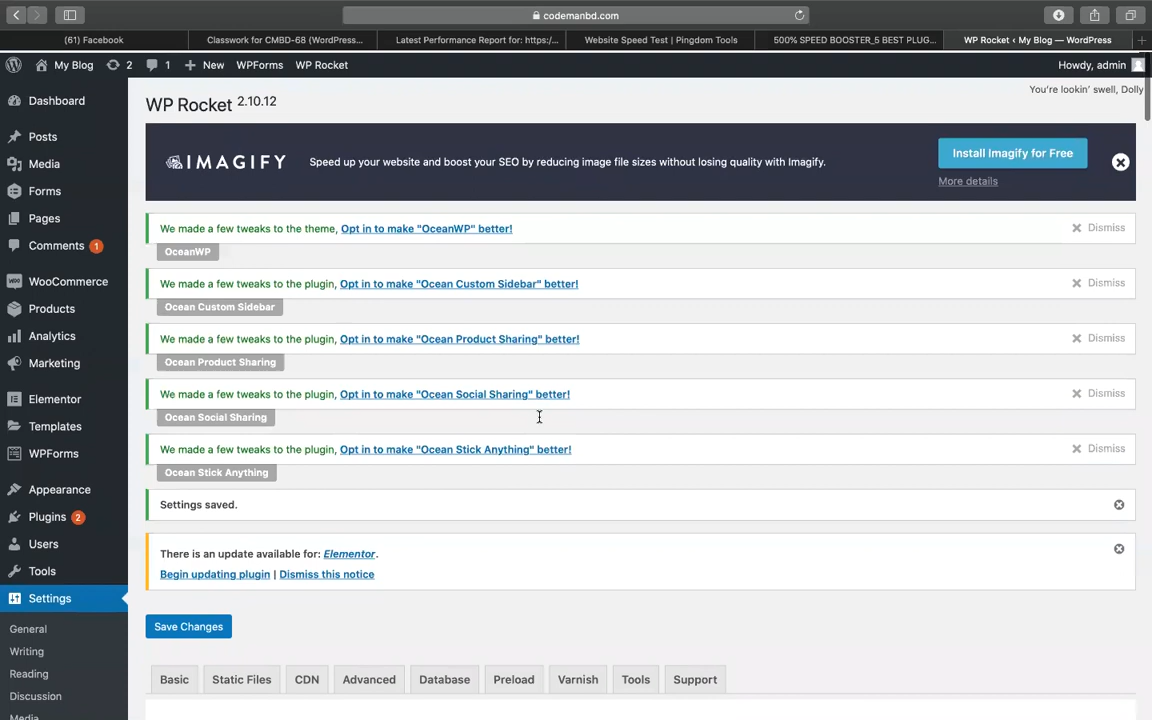 codemanbd.com
(61) Facebook
Classwork for CMBD-68 (WordPress...
Latest Performance Report for: https:/...
Website Speed Test | Pingdom Tools
500% SPEED BOOSTER_5 BEST PLUG...
WP Rocket ‹ My Blog — WordPress
My Blog 2 1 New WPForms WP Rocket
Howdy, admin
You're lookin' swell, Dolly
Dashboard
Posts
Media
Forms
Pages
Comments 1
WooCommerce
Products
Analytics
Marketing
Elementor
Templates
WPForms
Appearance
Plugins 2
Users
Tools
Settings
General
Writing
Reading
Discussion
Media
WP Rocket 2.10.12
IMAGIFY
Speed up your website and boost your SEO by reducing image file sizes without losing quality with Imagify.
Install Imagify for Free
More details
We made a few tweaks to the theme, Opt in to make "OceanWP" better!
Dismiss
OceanWP
We made a few tweaks to the plugin, Opt in to make "Ocean Custom Sidebar" better!
Dismiss
Ocean Custom Sidebar
We made a few tweaks to the plugin, Opt in to make "Ocean Product Sharing" better!
Dismiss
Ocean Product Sharing
We made a few tweaks to the plugin, Opt in to make "Ocean Social Sharing" better!
Dismiss
Ocean Social Sharing
We made a few tweaks to the plugin, Opt in to make "Ocean Stick Anything" better!
Dismiss
Ocean Stick Anything
Settings saved.
There is an update available for: Elementor.
Begin updating plugin | Dismiss this notice
Save Changes
Basic
Static Files
CDN
Advanced
Database
Preload
Varnish
Tools
Support